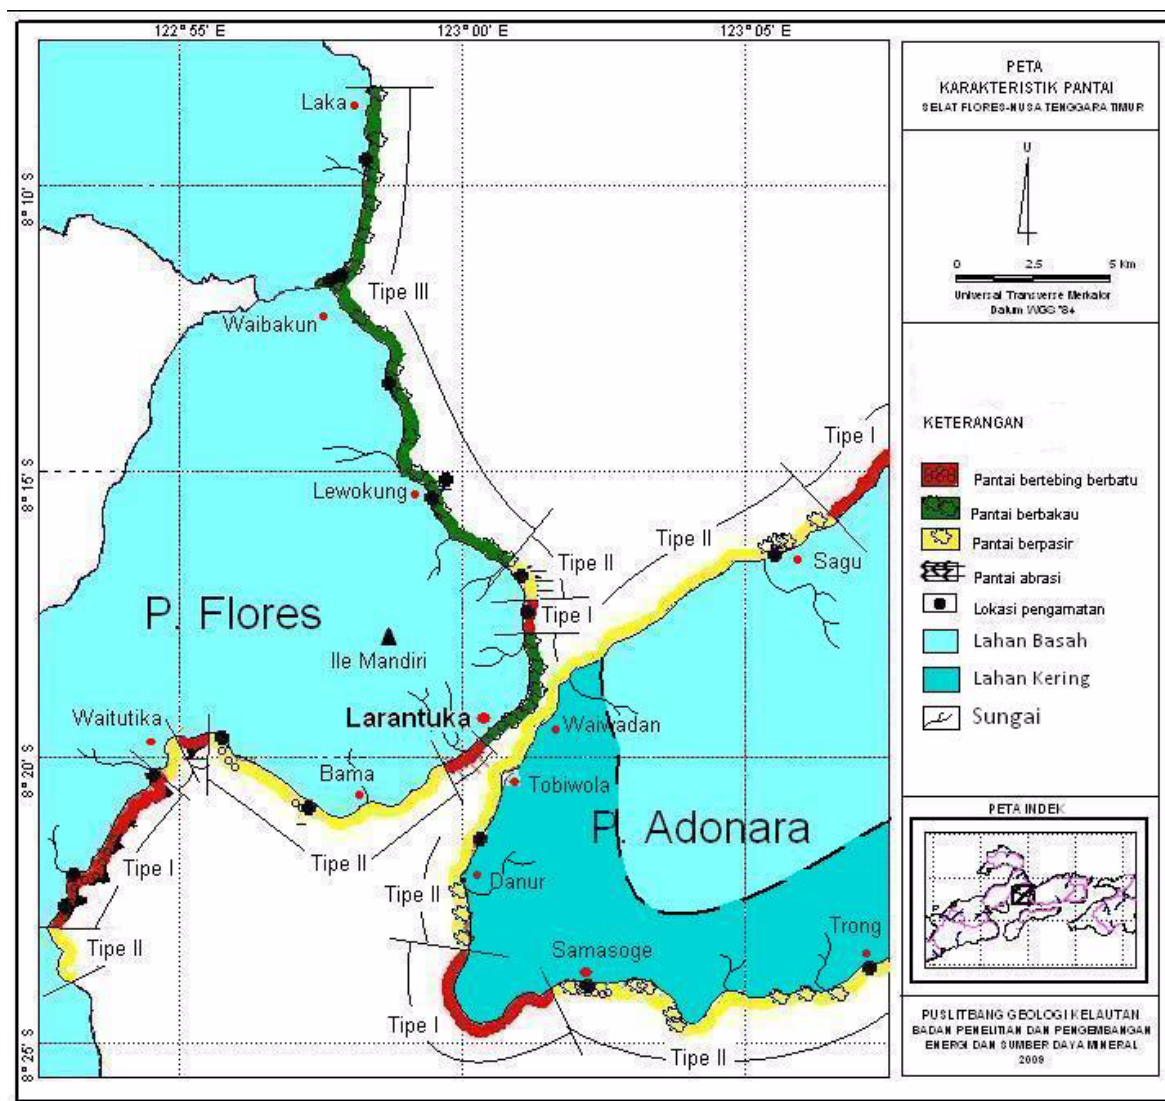 122° 55' E
123° 00' E
123° 05' E
8° 10' S
8° 15' S
8° 20' S
8° 25' S
Laka
Tipe III
Waibakun
Tipe I
Lewokung
Tipe II
Sagu
Tipe II
Tipe I
P. Flores
Ile Mandiri
Larantuka
Waitutika
Waiwadan
Bama
Tobiwola
P. Adonara
Tipe I
Tipe II
Tipe II
Danur
Trong
Tipe II
Samasoge
Tipe I
Tipe II
PETA
KARAKTERISTIK PANTAI
SELAT FLORES-NUSA TENGGARA TIMUR
U
0 2.5 5 Km
Universal Transverse Merkator
Datum WGS '84
KETERANGAN
Pantai bertebing berbatu
Pantai berbakau
Pantai berpasir
Pantai abrasi
Lokasi pengamatan
Lahan Basah
Lahan Kering
Sungai
PETA INDEK
PUSLITBANG GEOLOGI KELAUTAN
BADAN PENELITIAN DAN PENGEMBANGAN
ENERGI DAN SUMBER DAYA MINERAL
2009